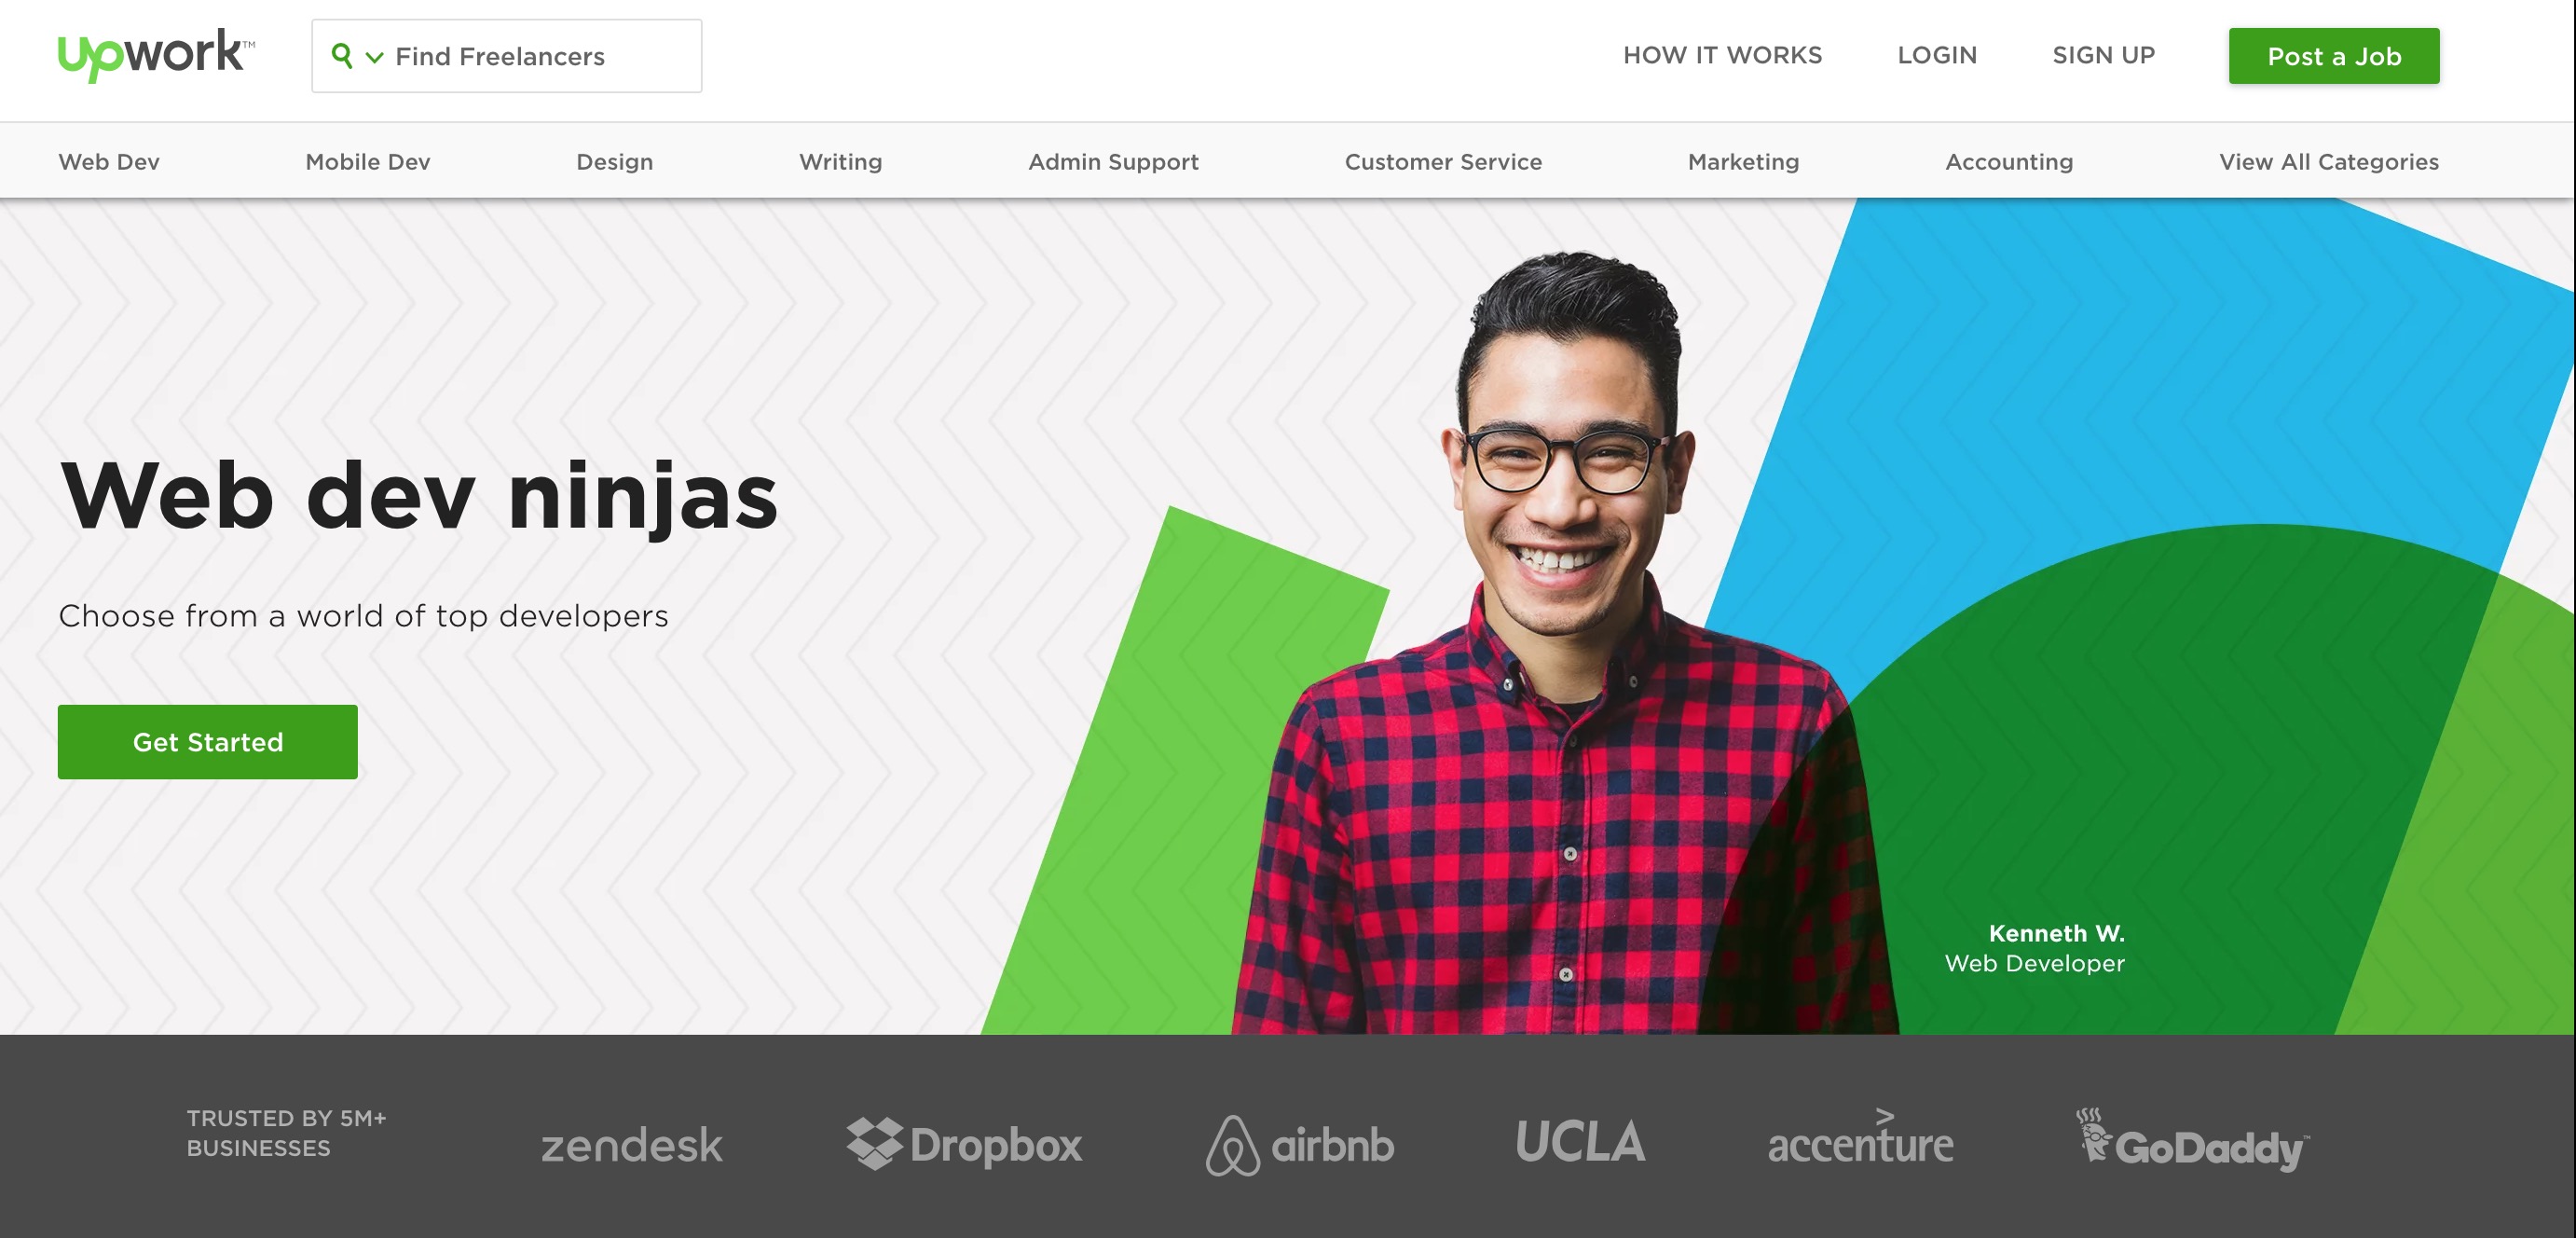 upwork™
Find Freelancers
HOW IT WORKS
LOGIN
SIGN UP
Post a Job
Web Dev
Mobile Dev
Design
Writing
Admin Support
Customer Service
Marketing
Accounting
View All Categories
Web dev ninjas
Choose from a world of top developers
Get Started
Kenneth W.
Web Developer
TRUSTED BY 5M+
BUSINESSES
zendesk
Dropbox
airbnb
UCLA
accenture
GoDaddy™